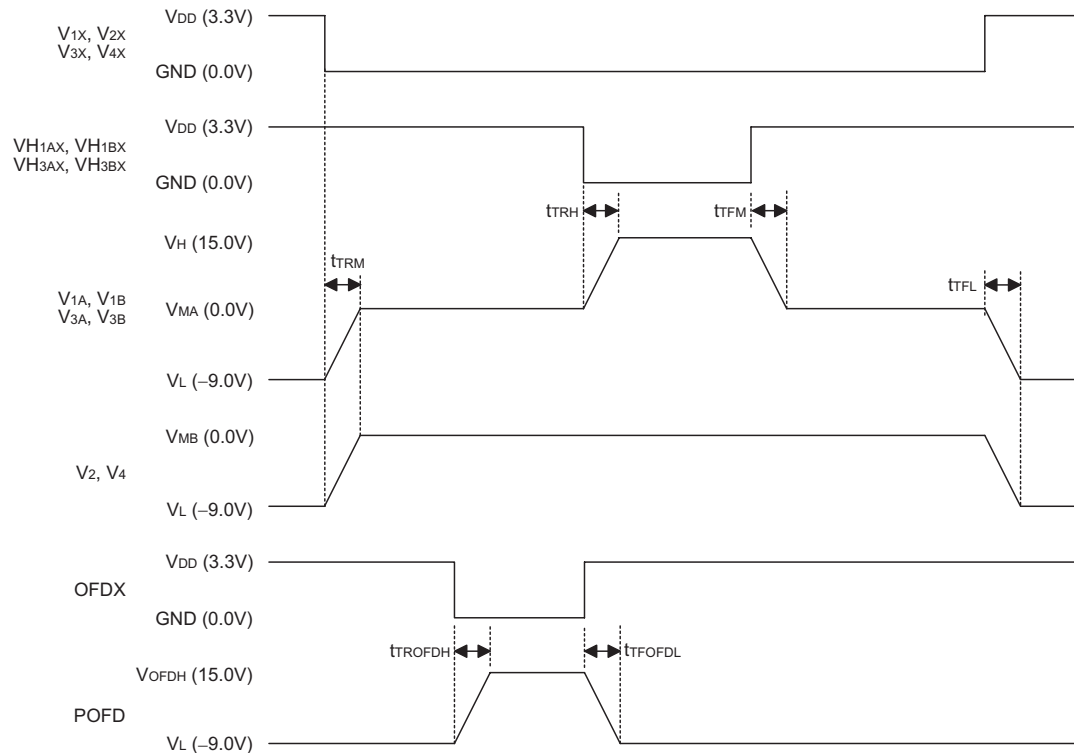 V1X, V2X
V3X, V4X
VDD (3.3V)
GND (0.0V)
VH1AX, VH1BX
VH3AX, VH3BX
VDD (3.3V)
GND (0.0V)
tTRH
tTFM
VH (15.0V)
tTRM
tTFL
V1A, V1B
V3A, V3B
VMA (0.0V)
VL (–9.0V)
VMB (0.0V)
V2, V4
VL (–9.0V)
VDD (3.3V)
OFDX
GND (0.0V)
tTROFDH
tTFOFDL
VOFDH (15.0V)
POFD
VL (–9.0V)